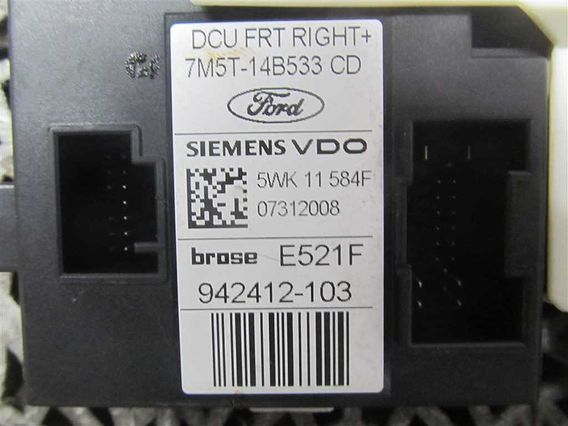 DCU FRT RIGHT+
7M5T-14B533 CD
Ford
SIEMENS VDO
5WK 11 584F
07312008
brose E521F
942412-103